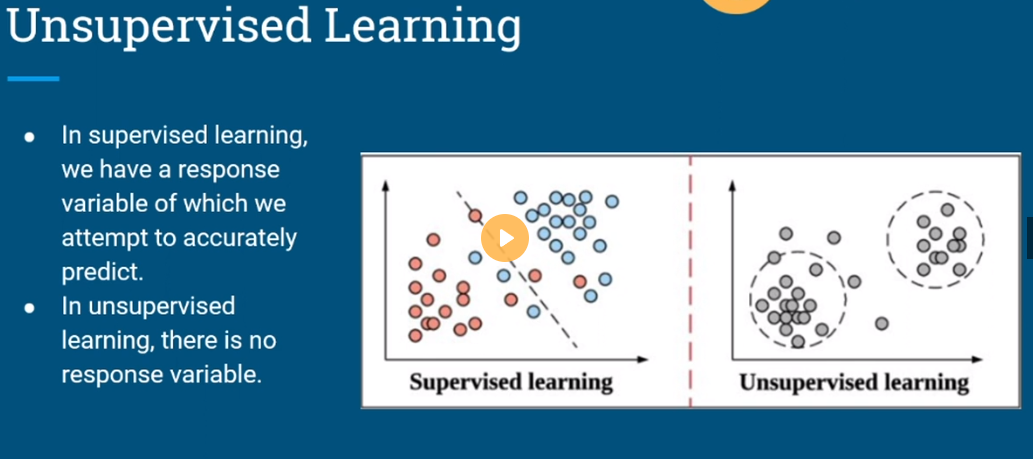 Unsupervised Learning
● In supervised learning,
we have a response
variable of which we
attempt to accurately
predict.
● In unsupervised
learning, there is no
response variable.
Supervised learning
Unsupervised learning